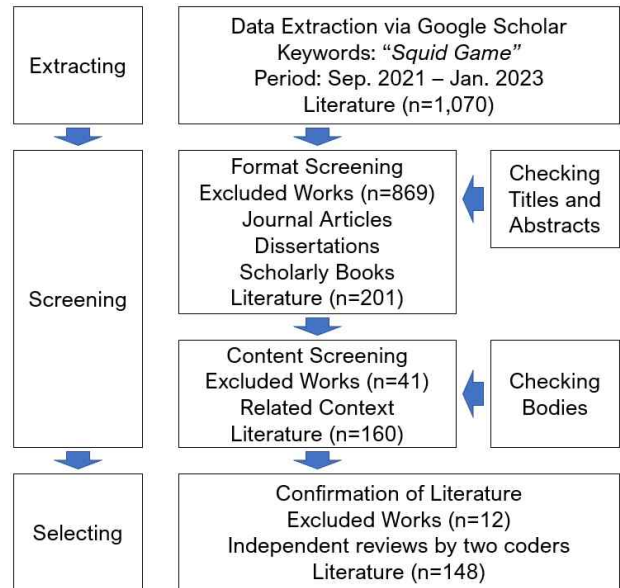 Extracting
Data Extraction via Google Scholar
Keywords: “Squid Game”
Period: Sep. 2021 – Jan. 2023
Literature (n=1,070)
Screening
Format Screening
Excluded Works (n=869)
Journal Articles
Dissertations
Scholarly Books
Literature (n=201)
Checking
Titles and
Abstracts
Content Screening
Excluded Works (n=41)
Related Context
Literature (n=160)
Checking
Bodies
Selecting
Confirmation of Literature
Excluded Works (n=12)
Independent reviews by two coders
Literature (n=148)